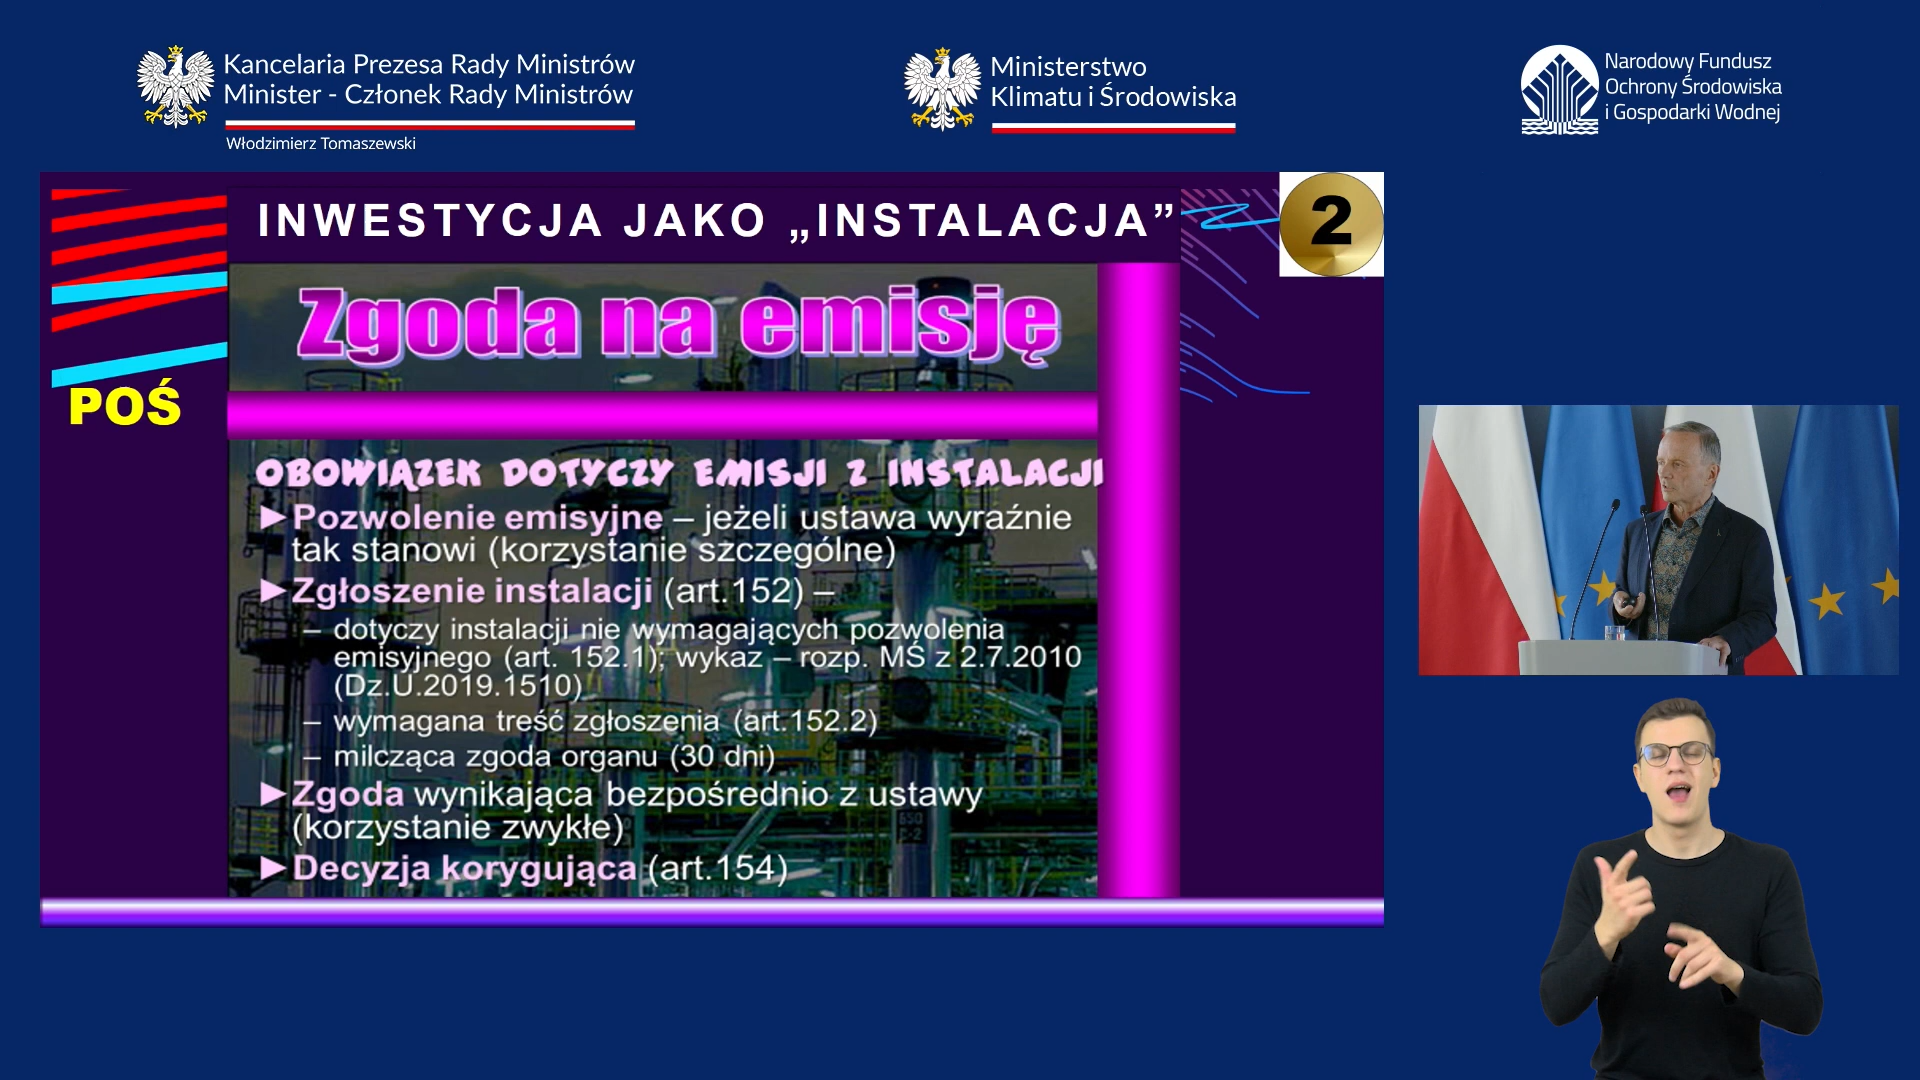 Kancelaria Prezesa Rady Ministrów
Minister - Członek Rady Ministrów
Włodzimierz Tomaszewski
Ministerstwo
Klimatu i Środowiska
Narodowy Fundusz
Ochrony Środowiska
i Gospodarki Wodnej
INWESTYCJA JAKO „INSTALACJA”
2
Zgoda na emisję
POŚ
OBOWIĄZEK DOTYCZY EMISJI Z INSTALACJI
►Pozwolenie emisyjne – jeżeli ustawa wyraźnie
tak stanowi (korzystanie szczególne)
►Zgłoszenie instalacji (art.152) –
– dotyczy instalacji nie wymagających pozwolenia
emisyjnego (art. 152.1); wykaz – rozp. MŚ z 2.7.2010
(Dz.U.2019.1510)
– wymagana treść zgłoszenia (art.152.2)
– milcząca zgoda organu (30 dni)
►Zgoda wynikająca bezpośrednio z ustawy
(korzystanie zwykłe)
►Decyzja korygująca (art.154)